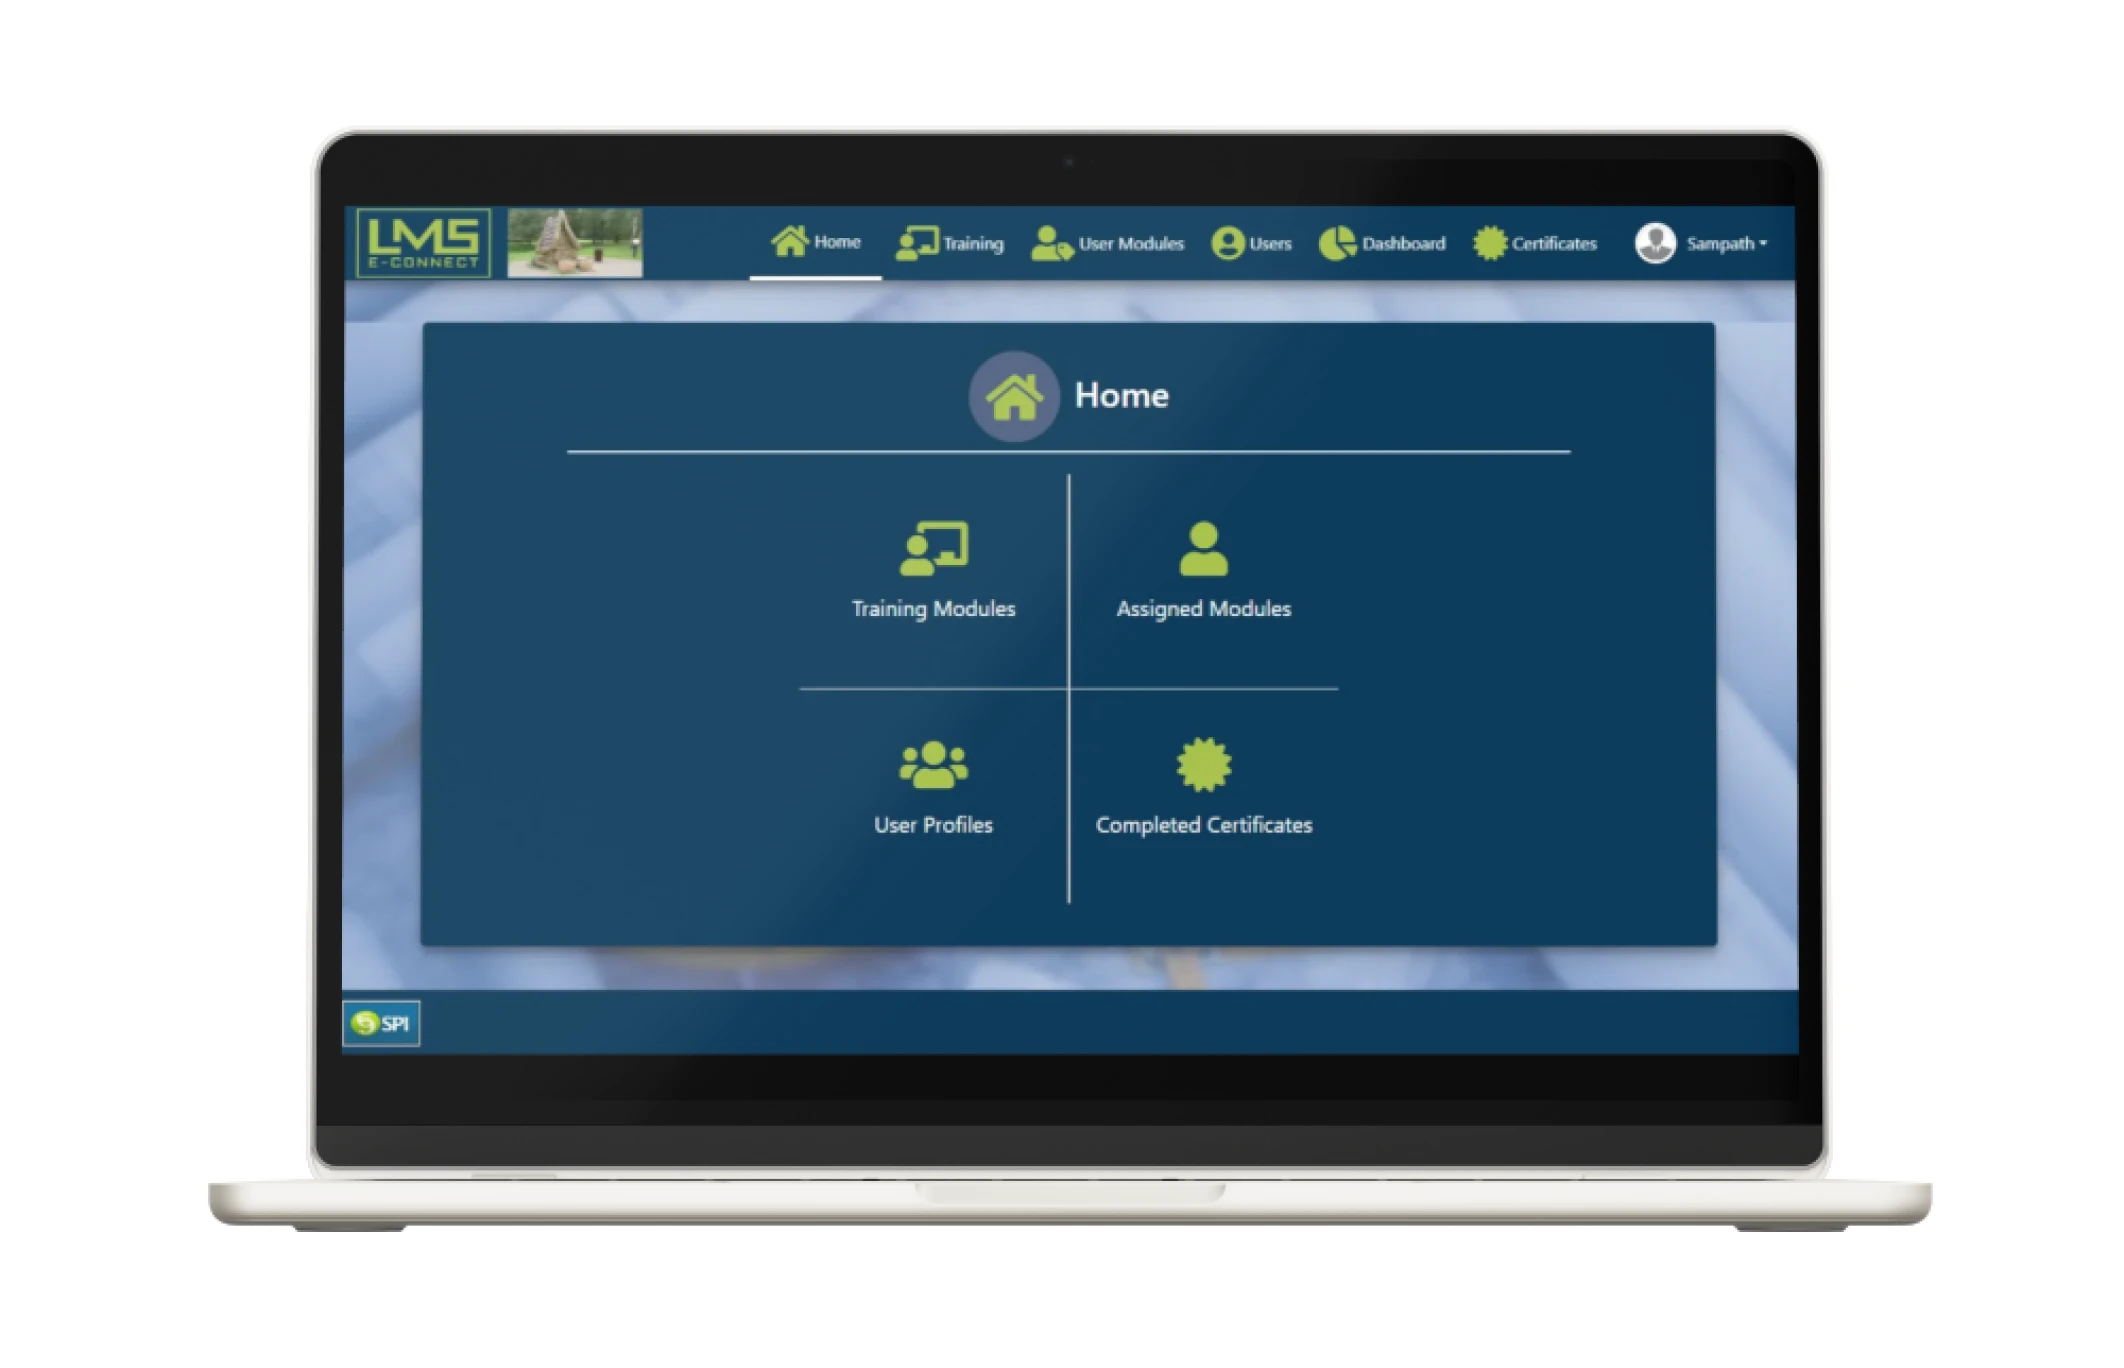 LMS
E-CONNECT
Home Training User Modules Users Dashboard Certificates Sampath
Home
Training Modules Assigned Modules
User Profiles Completed Certificates
SPI